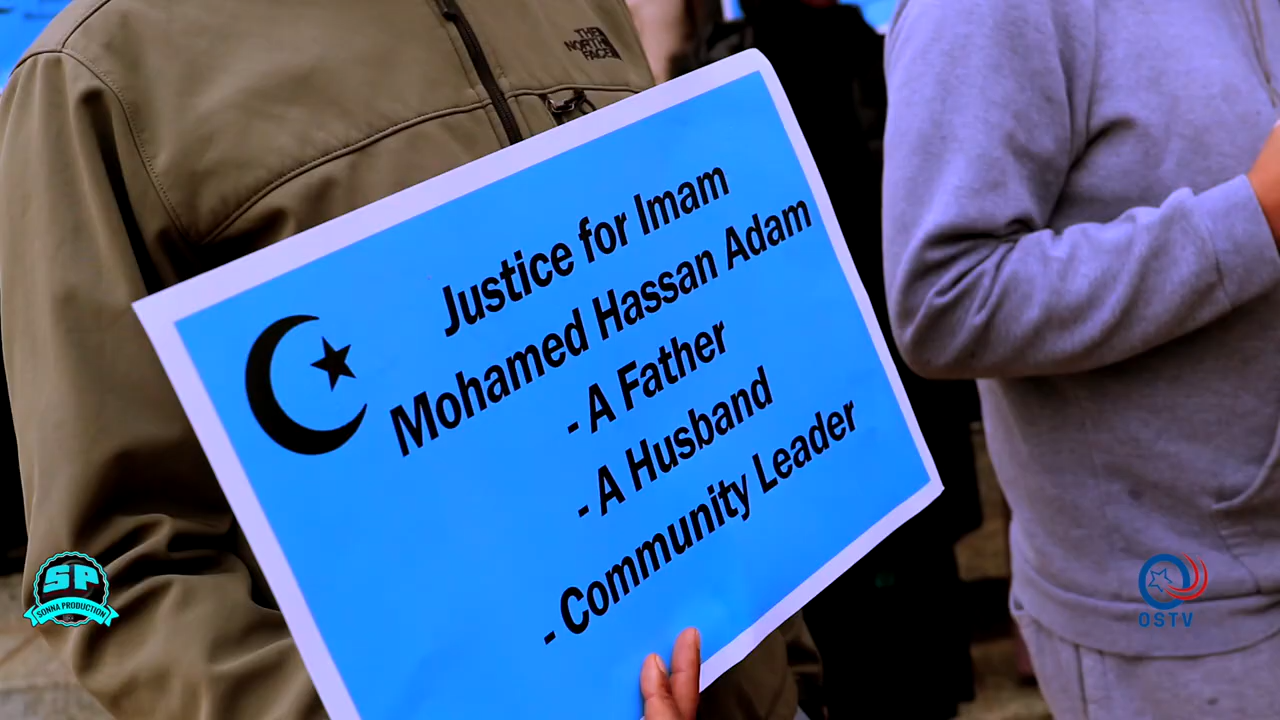 THE
NORTH
FACE
Justice for Imam
Mohamed Hassan Adam
- A Father
- A Husband
- Community Leader
SP
SONNA PRODUCTION
OSTV